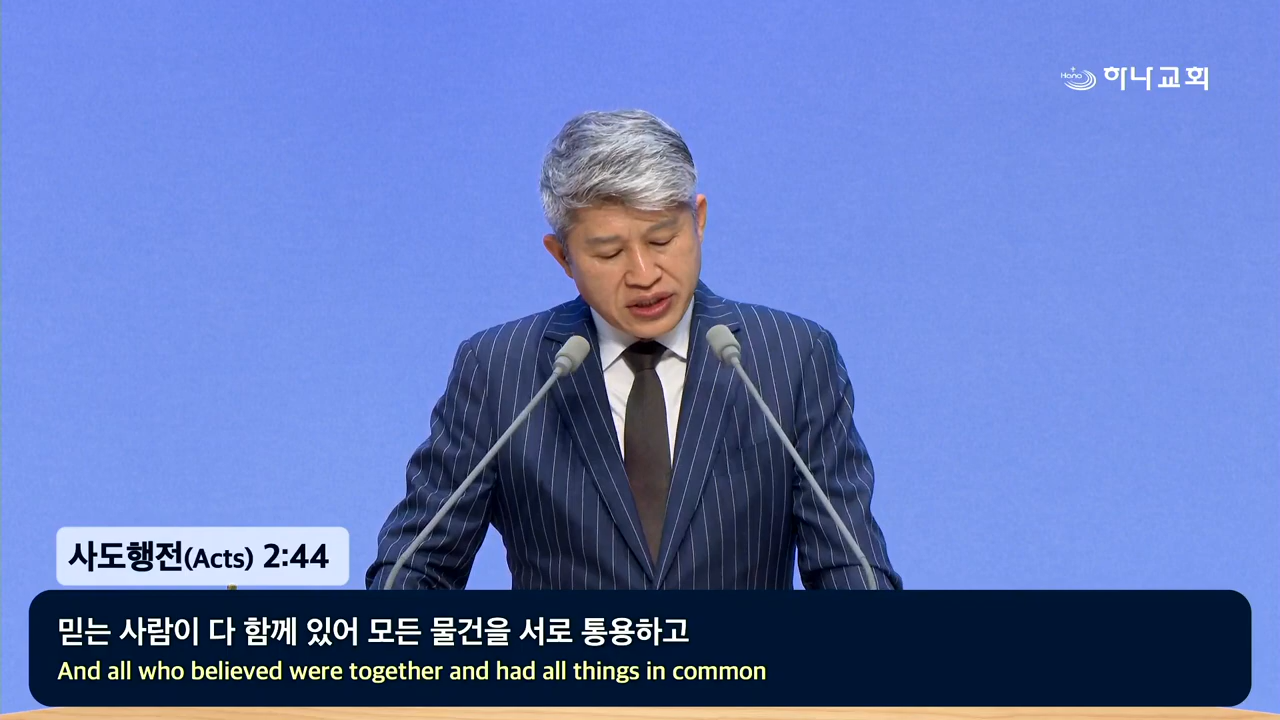 Hana 하나교회
사도행전(Acts) 2:44
믿는 사람이 다 함께 있어 모든 물건을 서로 통용하고
And all who believed were together and had all things in common